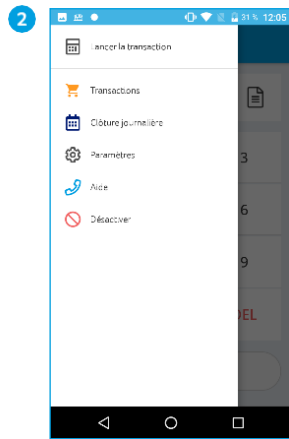 2
31 % 12:05
Lancer la transaction
Transactions
Clôture journalière
3
Paramètres
Aide
6
Désactiver
9
DEL